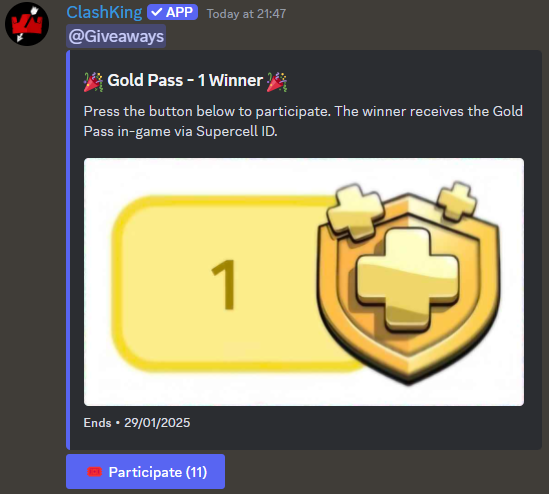 ClashKing ✓ APP Today at 21:47
@Giveaways
🎉 Gold Pass - 1 Winner 🎉
Press the button below to participate. The winner receives the Gold
Pass in-game via Supercell ID.
1
Ends • 29/01/2025
Participate (11)